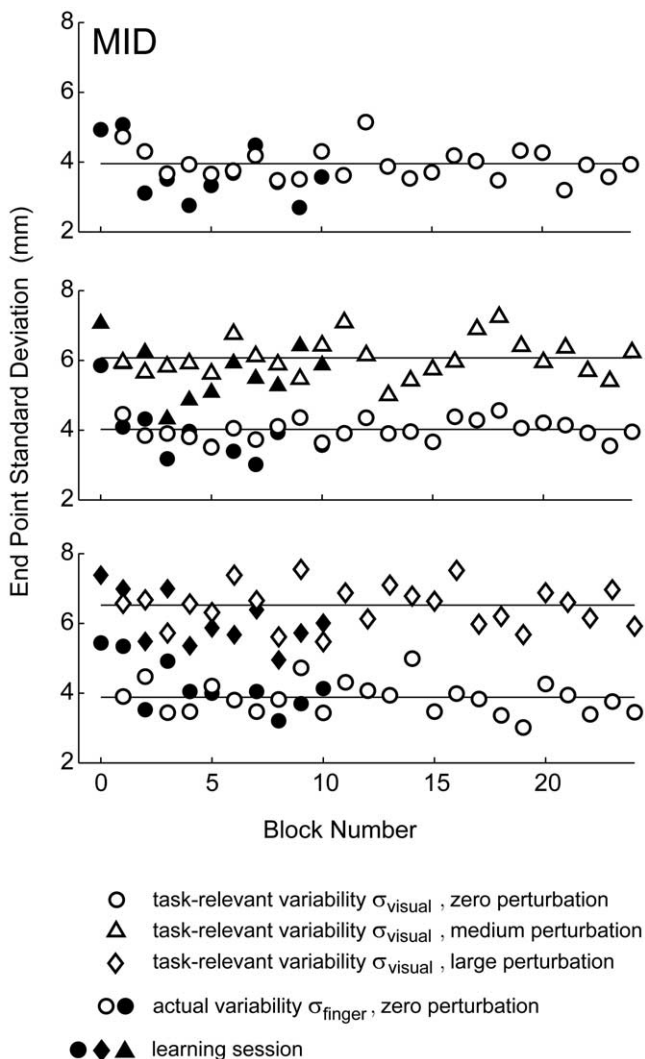 MID
8
6
4
2
8
6
4
2
8
6
4
2
End Point Standard Deviation (mm)
0 5 10 15 20
Block Number
task-relevant variability σvisual , zero perturbation
task-relevant variability σvisual , medium perturbation
task-relevant variability σvisual , large perturbation
actual variability σfinger , zero perturbation
learning session